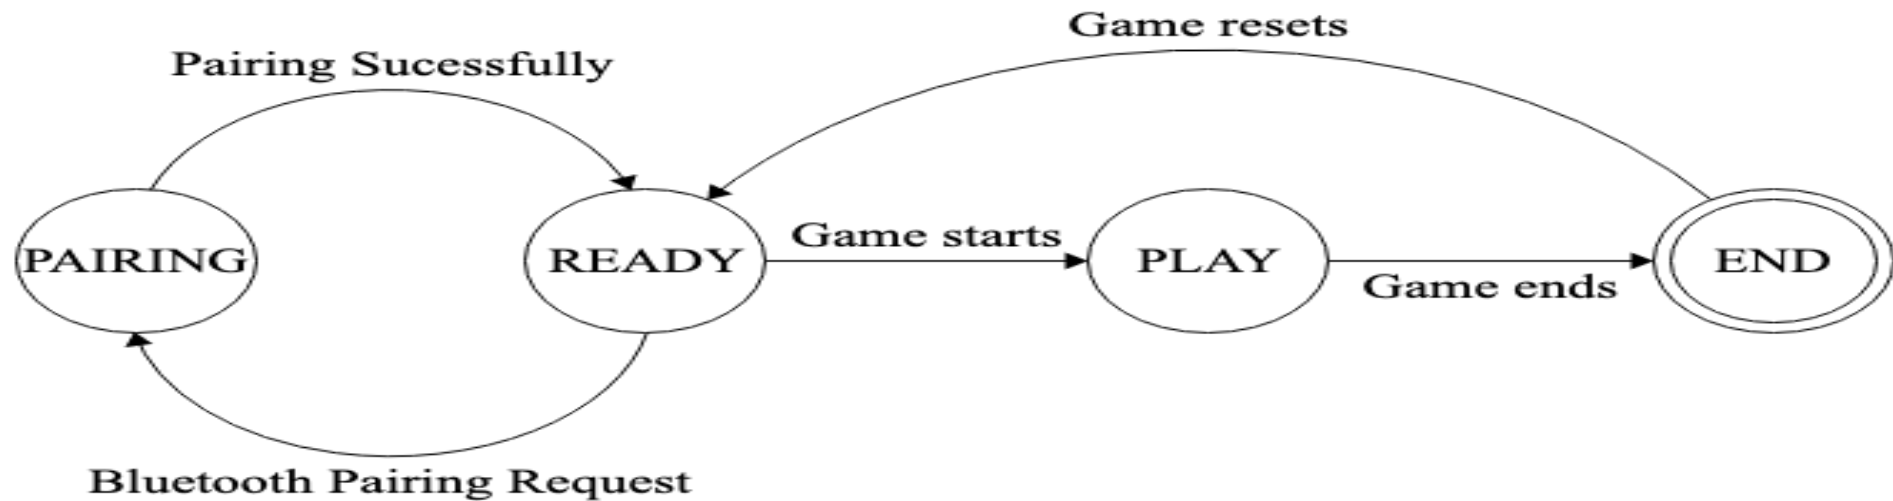 Game resets
Pairing Sucessfully
Game starts
PAIRING
READY
PLAY
END
Game ends
Bluetooth Pairing Request